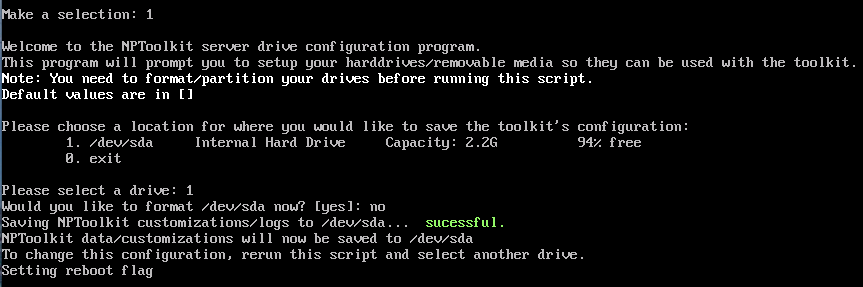 Make a selection: 1
Welcome to the NPToolkit server drive configuration program.
This program will prompt you to setup your harddrives/removable media so they can be used with the toolkit.
Note: You need to format/partition your drives before running this script.
Default values are in []
Please choose a location for where you would like to save the toolkit's configuration:
1. /dev/sda Internal Hard Drive Capacity: 2.2G 94% free
0. exit
Please select a drive: 1
Would you like to format /dev/sda now? [yes]: no
Saving NPToolkit customizations/logs to /dev/sda... sucessful.
NPToolkit data/customizations will now be saved to /dev/sda
To change this configuration, rerun this script and select another drive.
Setting reboot flag